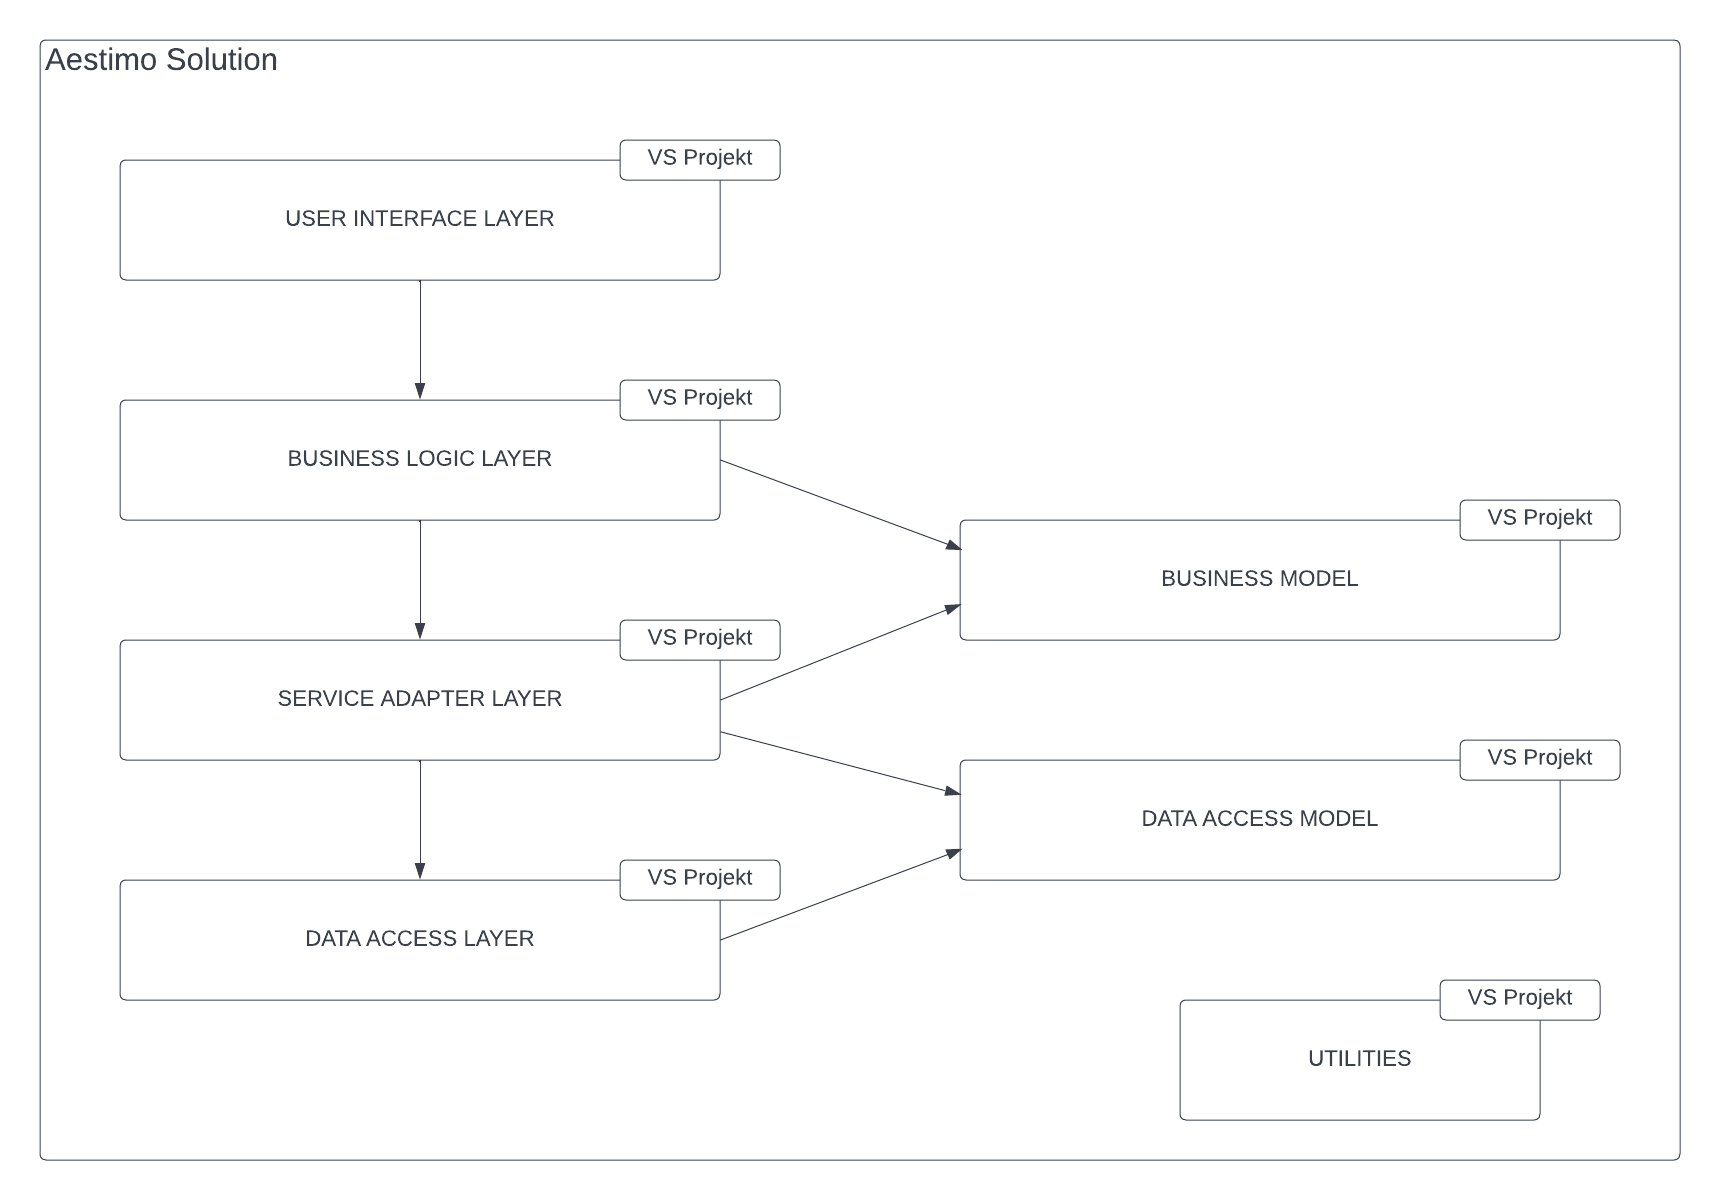 Aestimo Solution
VS Projekt
USER INTERFACE LAYER
VS Projekt
BUSINESS LOGIC LAYER
VS Projekt
BUSINESS MODEL
VS Projekt
SERVICE ADAPTER LAYER
VS Projekt
DATA ACCESS MODEL
VS Projekt
DATA ACCESS LAYER
VS Projekt
UTILITIES